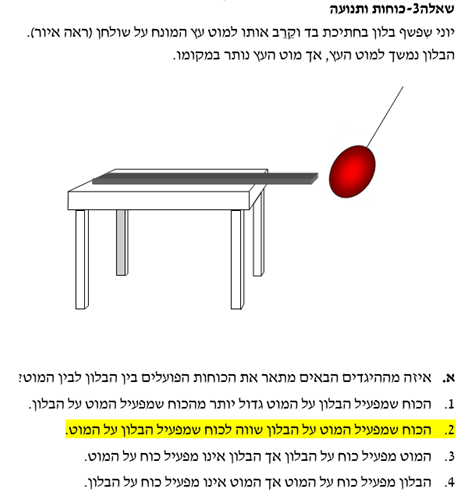 שאלה3-כוחות ותנועה
יוני שפשף בלון בחתיכת בד וקֵרֵב אותו למוט עץ המונח על שולחן (ראה איור).
הבלון נמשך למוט העץ, אך מוט העץ נותר במקומו.
א. איזה מההיגדים הבאים מתאר את הכוחות הפועלים בין הבלון לבין המוט?
1. הכוח שמפעיל הבלון על המוט גדול יותר מהכוח שמפעיל המוט על הבלון.
2. הכוח שמפעיל המוט על הבלון שווה לכוח שמפעיל הבלון על המוט.
3. המוט מפעיל כוח על הבלון אך הבלון אינו מפעיל כוח על המוט.
4. הבלון מפעיל כוח על המוט אך המוט אינו מפעיל כוח על הבלון.